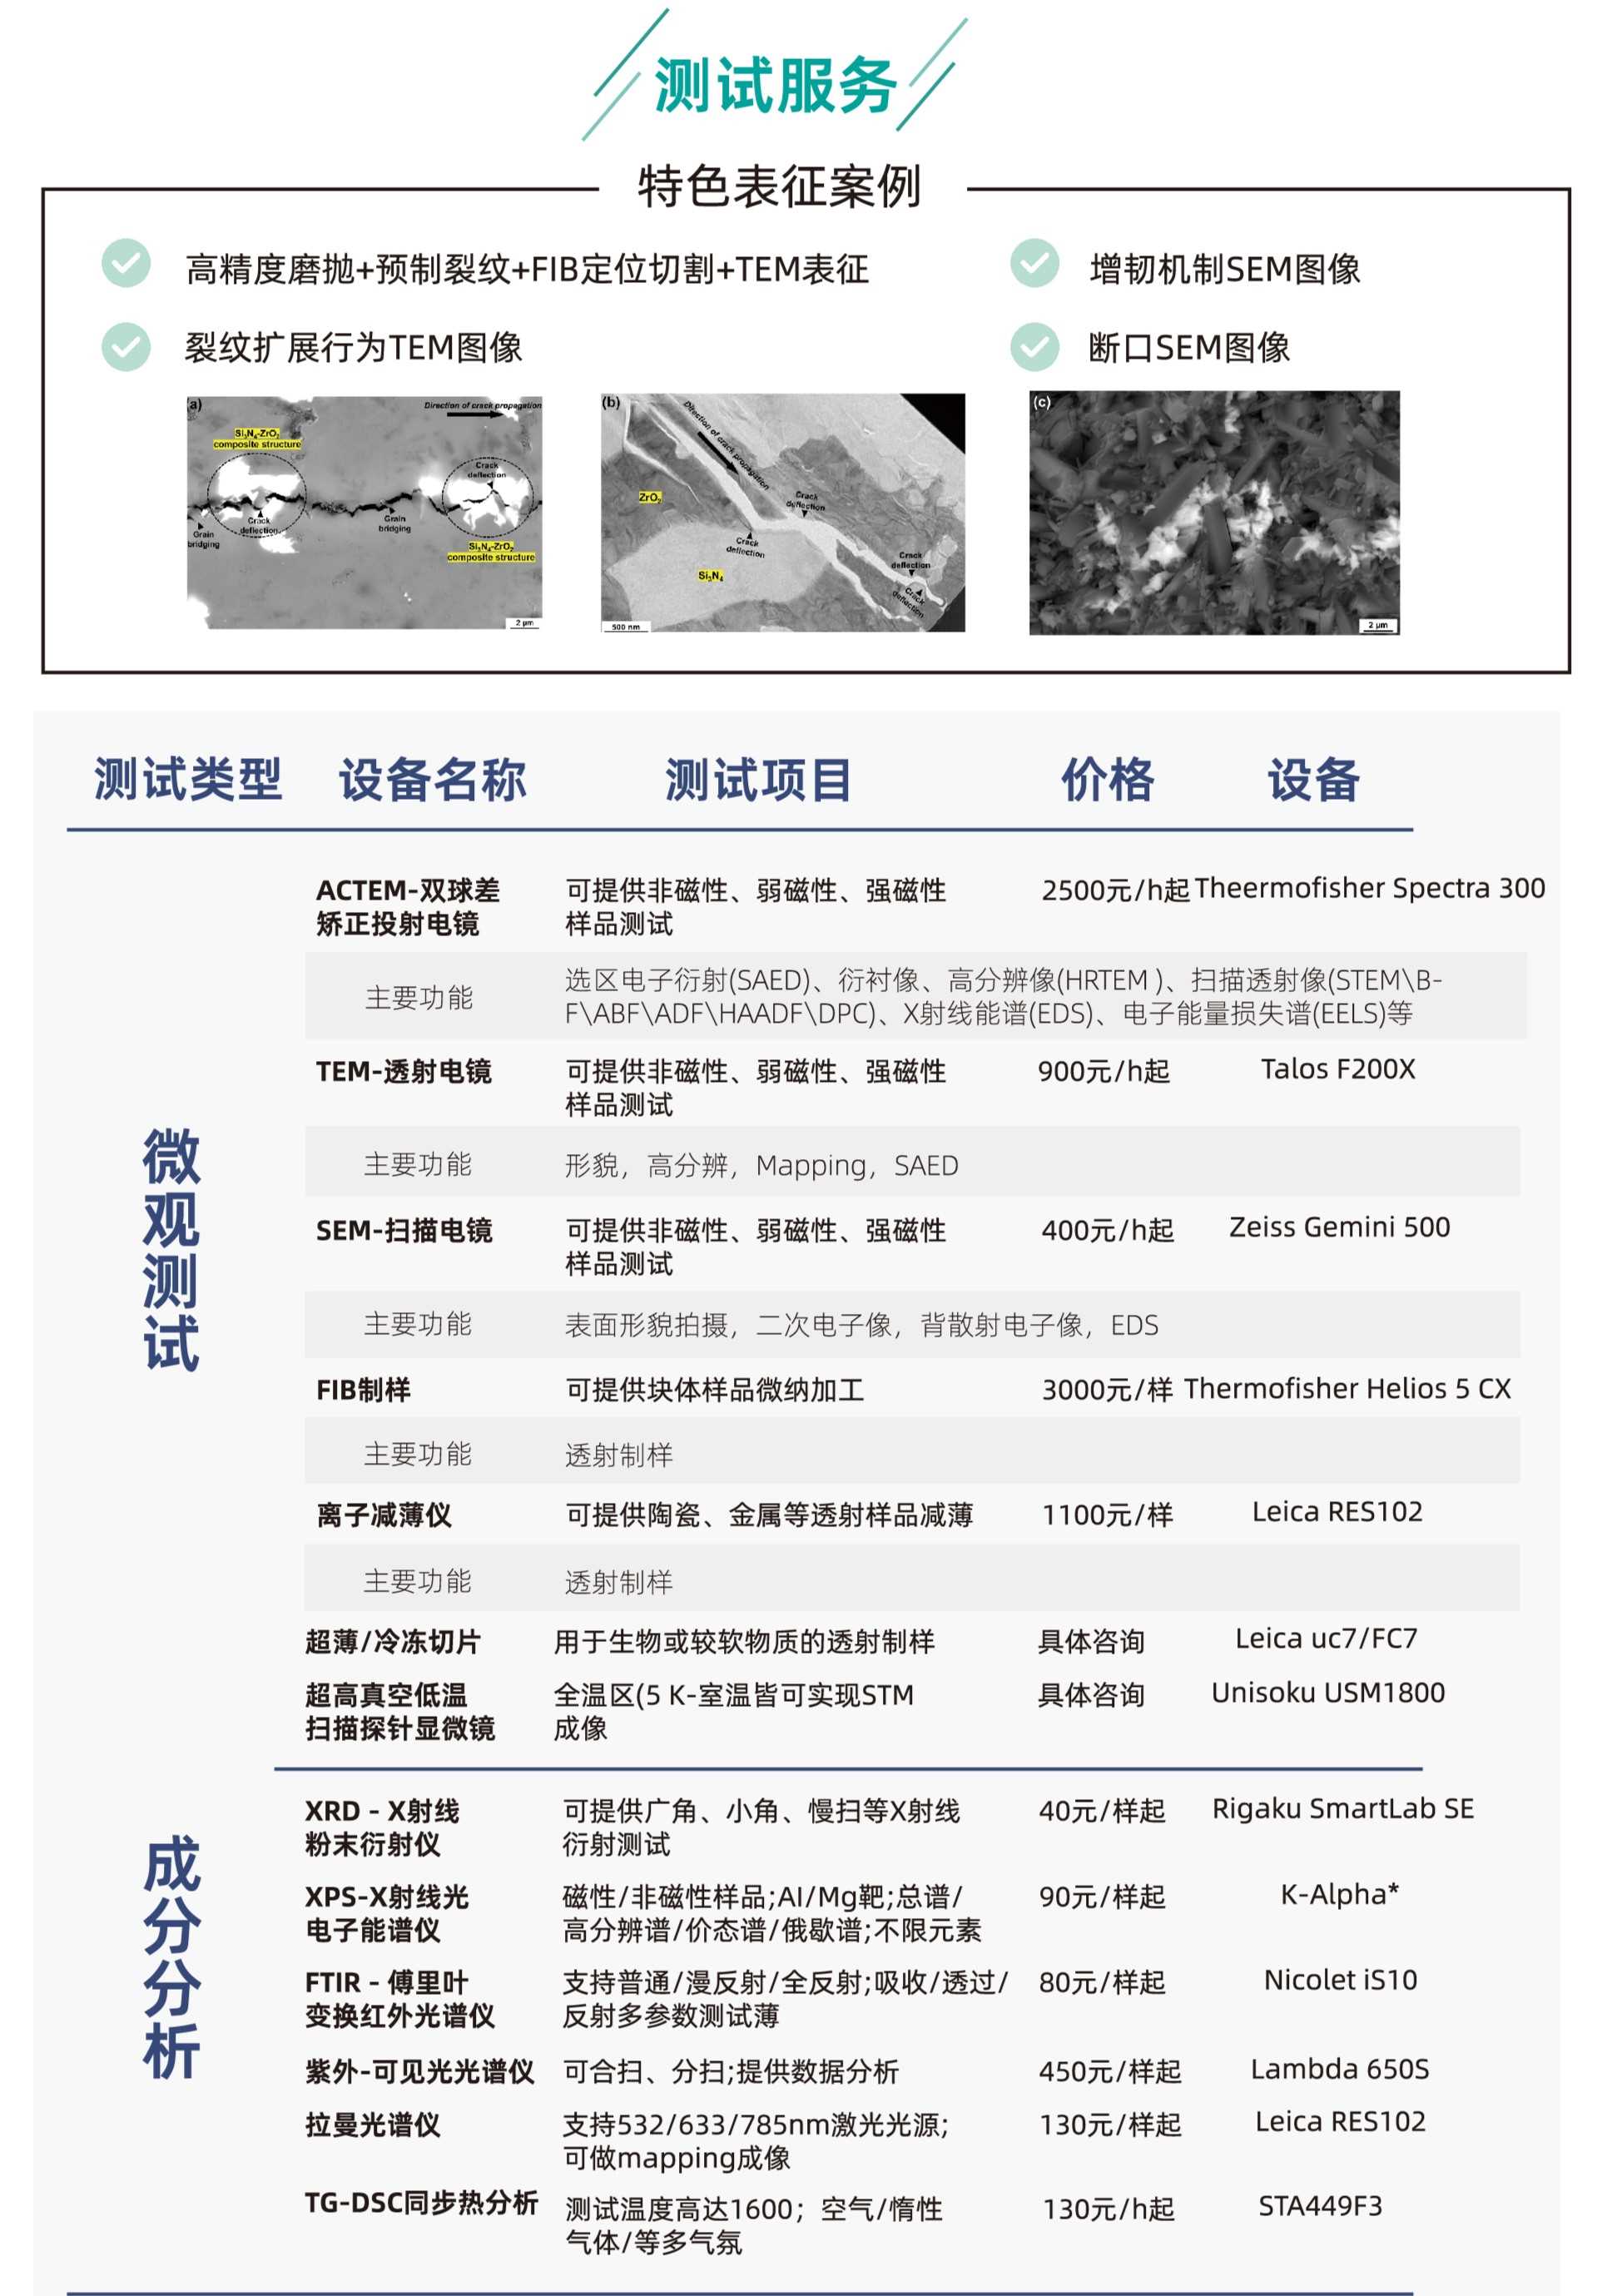 测试服务
特色表征案例
高精度磨抛+预制裂纹+FIB定位切割+TEM表征
增韧机制SEM图像
裂纹扩展行为TEM图像
断口SEM图像
(a)
Direction of crack propagation
Si₃N₄-ZrO₂
composite structure
Crack
deflection
Crack
deflection
Grain
bridging
Grain
bridging
Si₃N₄-ZrO₂
composite structure
2 μm
(b)
Direction of crack propagation
ZrO₂
Crack
deflection
Crack
deflection
Si₃N₄
Crack
deflection
Crack
deflection
500 nm
(c)
2 μm
测试类型 设备名称 测试项目 价格 设备
微观测试
ACTEM-双球差 可提供非磁性、弱磁性、强磁性 2500元/h起 Theermofisher Spectra 300
矫正投射电镜 样品测试
主要功能 选区电子衍射(SAED)、衍衬像、高分辨像(HRTEM )、扫描透射像(STEM\B-
F\ABF\ADF\HAADF\DPC)、X射线能谱(EDS)、电子能量损失谱(EELS)等
TEM-透射电镜 可提供非磁性、弱磁性、强磁性 900元/h起 Talos F200X
样品测试
主要功能 形貌，高分辨，Mapping，SAED
SEM-扫描电镜 可提供非磁性、弱磁性、强磁性 400元/h起 Zeiss Gemini 500
样品测试
主要功能 表面形貌拍摄，二次电子像，背散射电子像，EDS
FIB制样 可提供块体样品微纳加工 3000元/样 Thermofisher Helios 5 CX
主要功能 透射制样
离子减薄仪 可提供陶瓷、金属等透射样品减薄 1100元/样 Leica RES102
主要功能 透射制样
超薄/冷冻切片 用于生物或较软物质的透射制样 具体咨询 Leica uc7/FC7
超高真空低温 全温区(5 K-室温皆可实现STM 具体咨询 Unisoku USM1800
扫描探针显微镜 成像
成分分析
XRD - X射线 可提供广角、小角、慢扫等X射线 40元/样起 Rigaku SmartLab SE
粉末衍射仪 衍射测试
XPS-X射线光 磁性/非磁性样品;AI/Mg靶;总谱/ 90元/样起 K-Alpha*
电子能谱仪 高分辨谱/价态谱/俄歇谱;不限元素
FTIR - 傅里叶 支持普通/漫反射/全反射;吸收/透过/ 80元/样起 Nicolet iS10
变换红外光谱仪 反射多参数测试薄
紫外-可见光光谱仪 可合扫、分扫;提供数据分析 450元/样起 Lambda 650S
拉曼光谱仪 支持532/633/785nm激光光源; 130元/样起 Leica RES102
可做mapping成像
TG-DSC同步热分析 测试温度高达1600；空气/惰性 130元/h起 STA449F3
气体/等多气氛